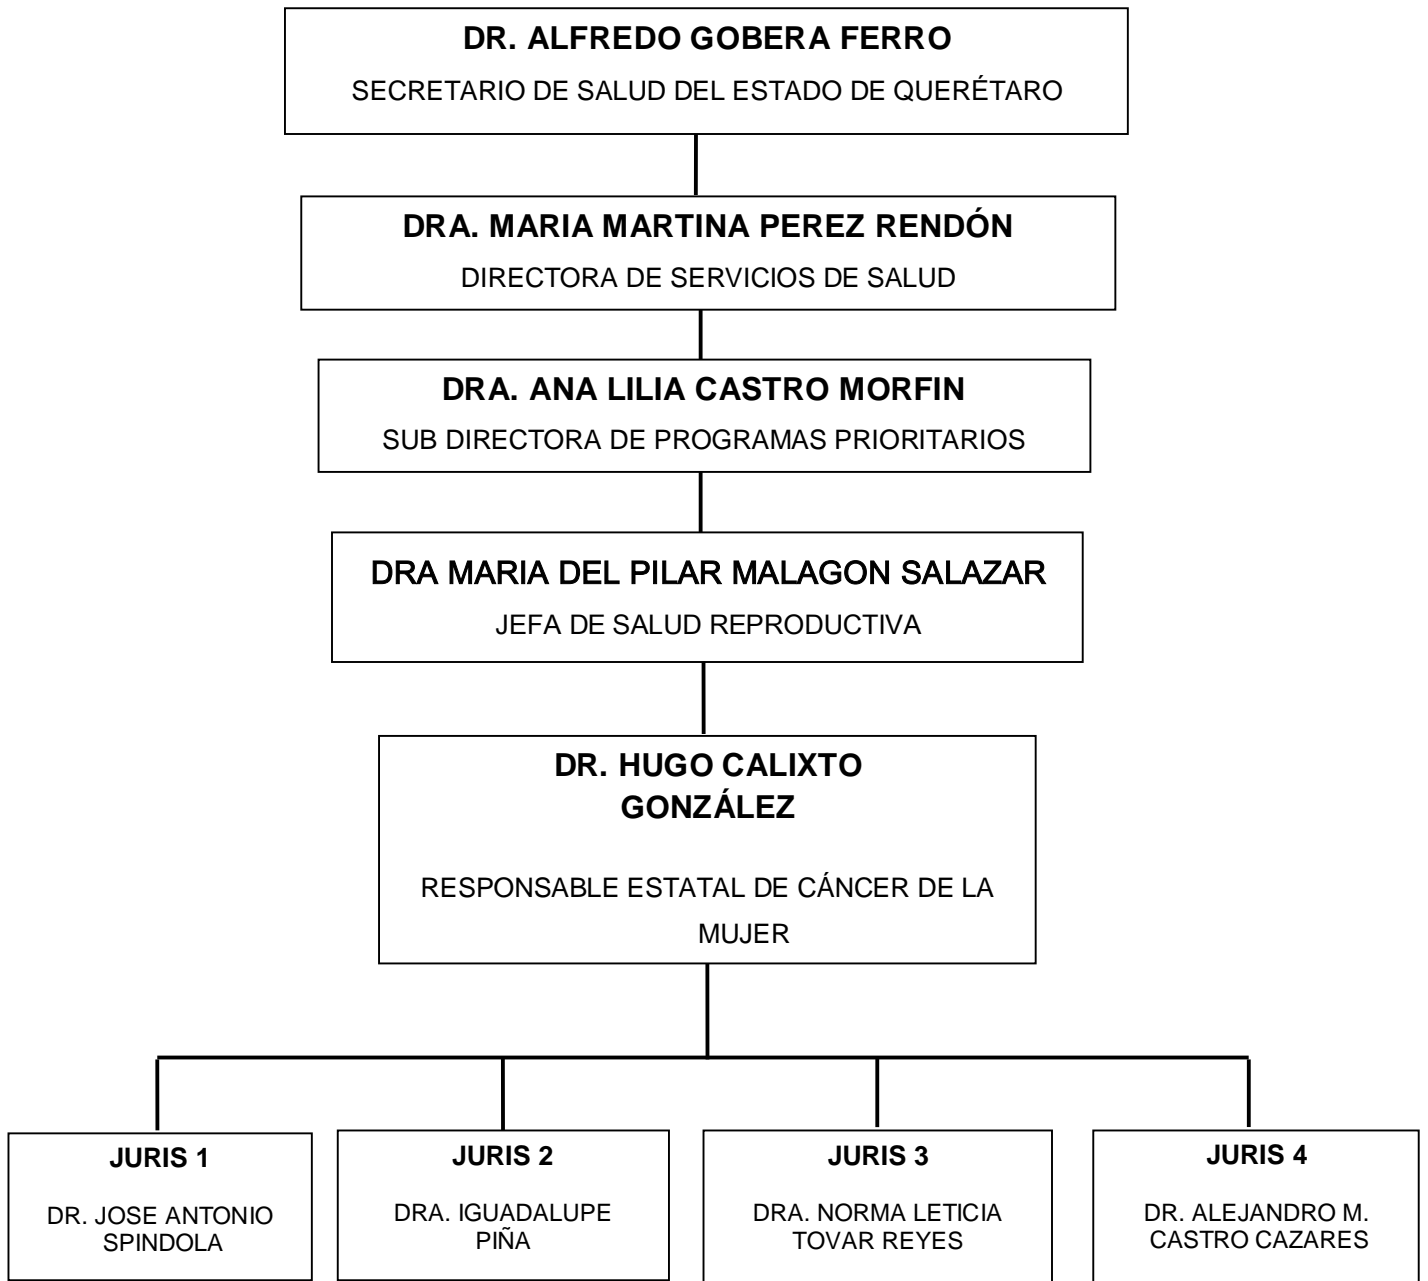 DR. ALFREDO GOBERA FERRO
SECRETARIO DE SALUD DEL ESTADO DE QUERÉTARO
DRA. MARIA MARTINA PEREZ RENDÓN
DIRECTORA DE SERVICIOS DE SALUD
DRA. ANA LILIA CASTRO MORFIN
SUB DIRECTORA DE PROGRAMAS PRIORITARIOS
DRA MARIA DEL PILAR MALAGON SALAZAR
JEFA DE SALUD REPRODUCTIVA
DR. HUGO CALIXTO
GONZÁLEZ
RESPONSABLE ESTATAL DE CÁNCER DE LA
MUJER
JURIS 1
DR. JOSE ANTONIO
SPINDOLA
JURIS 2
DRA. IGUADALUPE
PIÑA
JURIS 3
DRA. NORMA LETICIA
TOVAR REYES
JURIS 4
DR. ALEJANDRO M.
CASTRO CAZARES